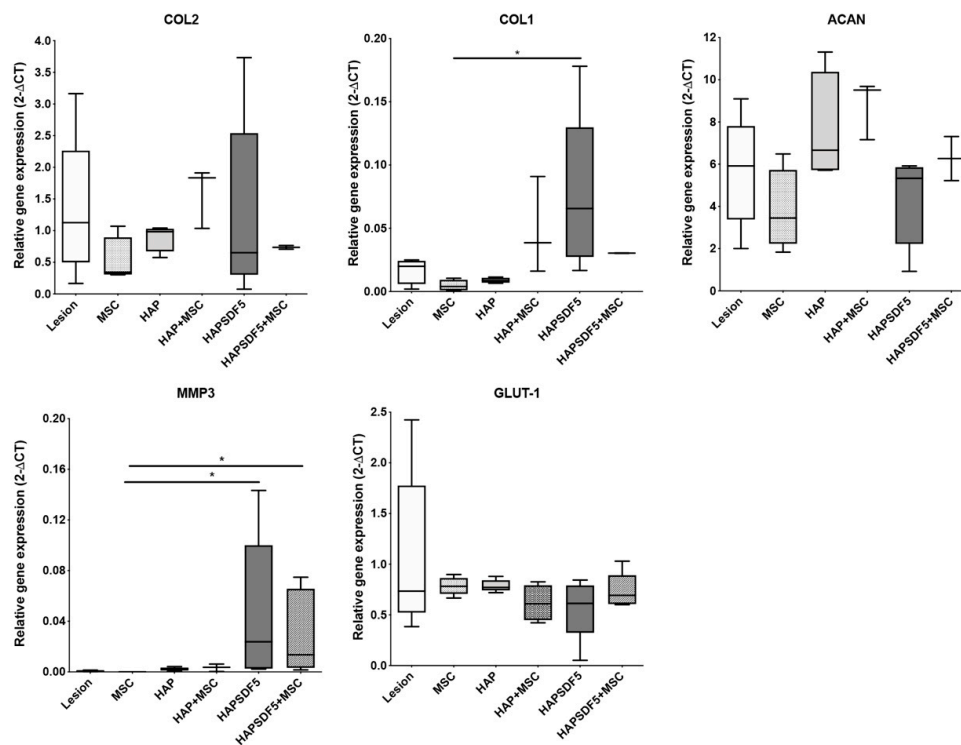 COL2
Relative gene expression (2-ΔCT)
4.0
3.5
3.0
2.5
2.0
1.5
1.0
0.5
0.0
Lesion
MSC
HAP
HAP+MSC
HAPSDF5
HAPSDF5+MSC
COL1
Relative gene expression (2-ΔCT)
0.20
0.15
0.10
0.05
0.00
*
Lesion
MSC
HAP
HAP+MSC
HAPSDF5
HAPSDF5+MSC
ACAN
Relative gene expression (2-ΔCT)
12
10
8
6
4
2
0
Lesion
MSC
HAP
HAP+MSC
HAPSDF5
HAPSDF5+MSC
MMP3
Relative gene expression (2-ΔCT)
0.20
0.16
0.12
0.08
0.04
0.00
*
*
Lesion
MSC
HAP
HAP+MSC
HAPSDF5
HAPSDF5+MSC
GLUT-1
Relative gene expression (2-ΔCT)
2.5
2.0
1.5
1.0
0.5
0.0
Lesion
MSC
HAP
HAP+MSC
HAPSDF5
HAPSDF5+MSC